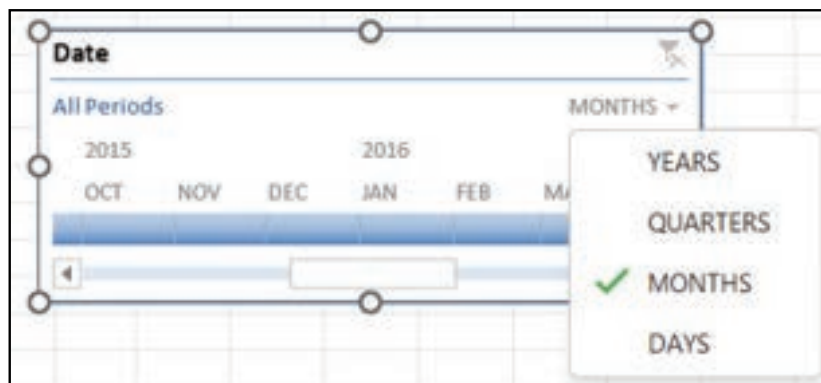 Date
All Periods MONTHS
2015 2016
OCT NOV DEC JAN FEB
YEARS
QUARTERS
MONTHS
DAYS